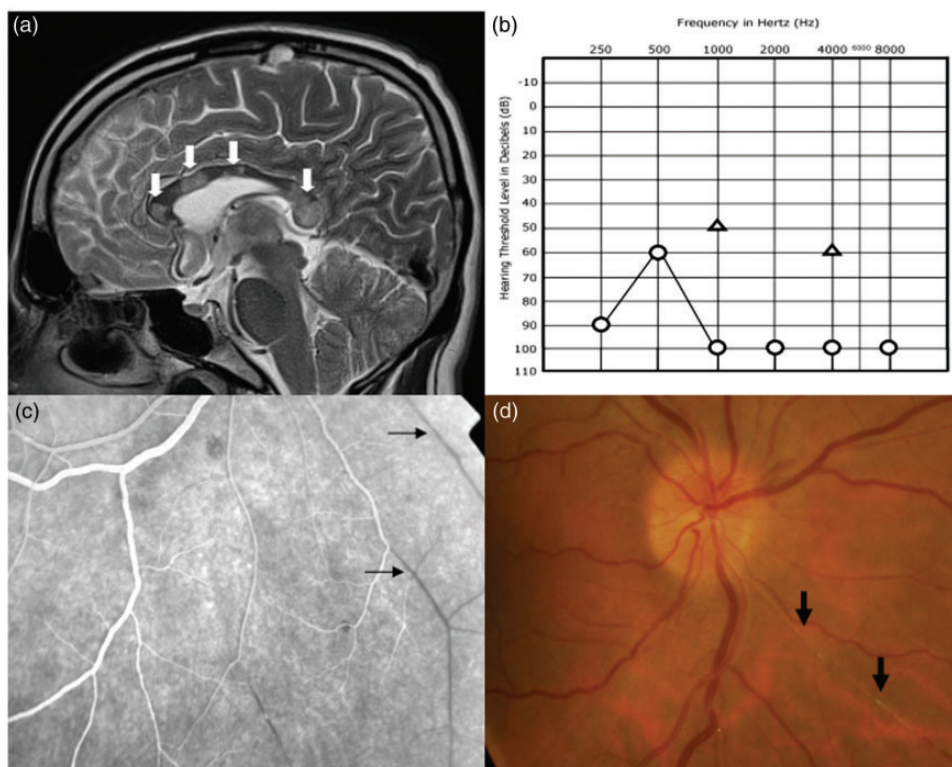 (a)
(b)
Frequency in Hertz (Hz)
250 500 1000 2000 4000 6000 8000
Hearing Threshold Level in Decibels (dB)
-10
0
10
20
30
40
50
60
70
80
90
100
110
(c)
(d)